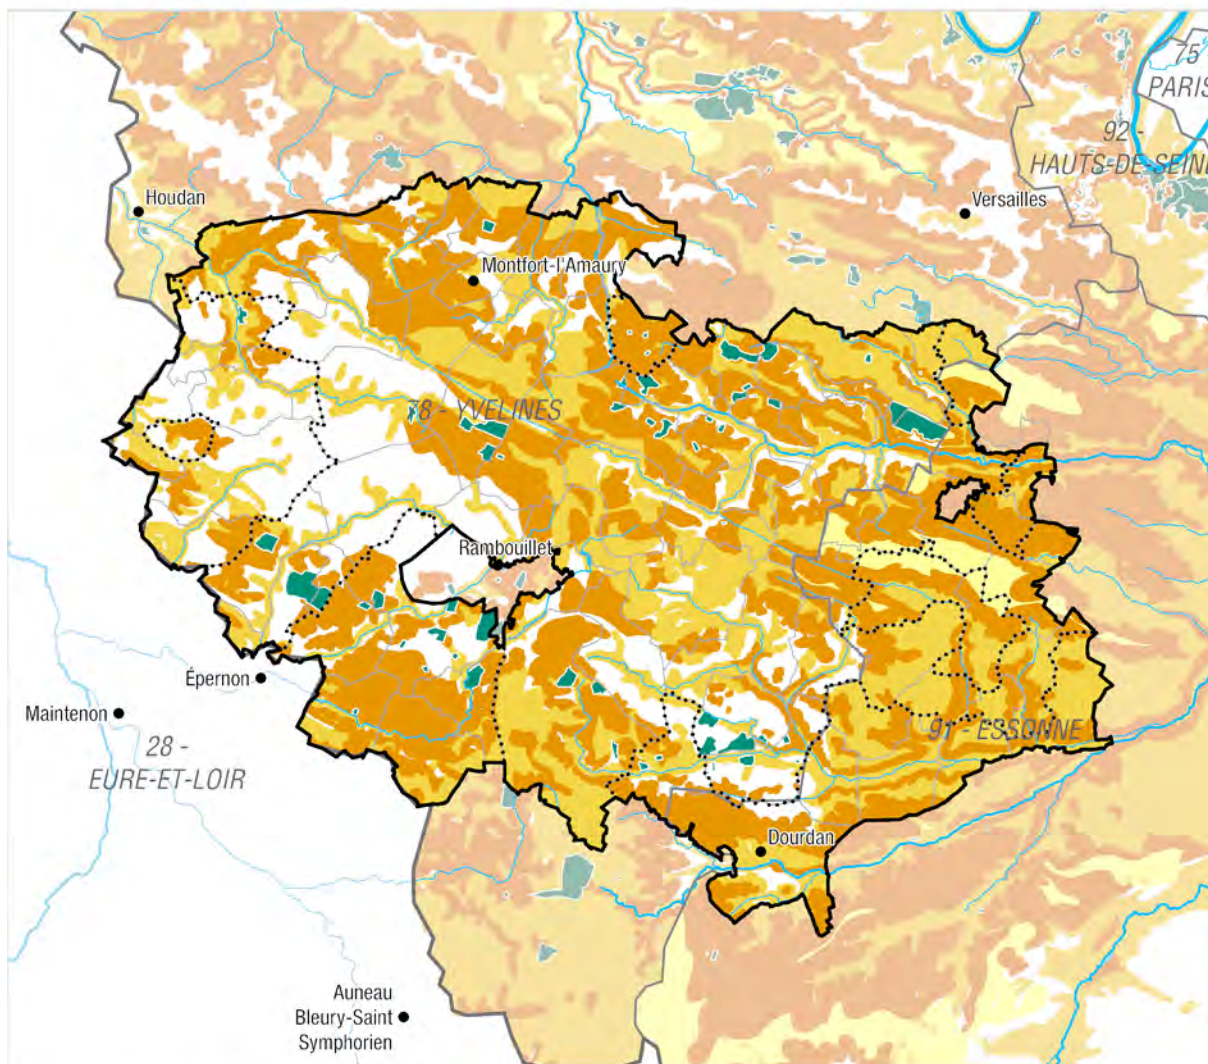 75
PARIS
92 -
HAUTS-DE-SEINE
Houdan
Versailles
Montfort-l'Amaury
78 - YVELINES
Rambouillet
Épernon
Maintenon
28 -
EURE-ET-LOIR
91 - ESSONNE
Dourdan
Auneau
Bleury-Saint
Symphorien